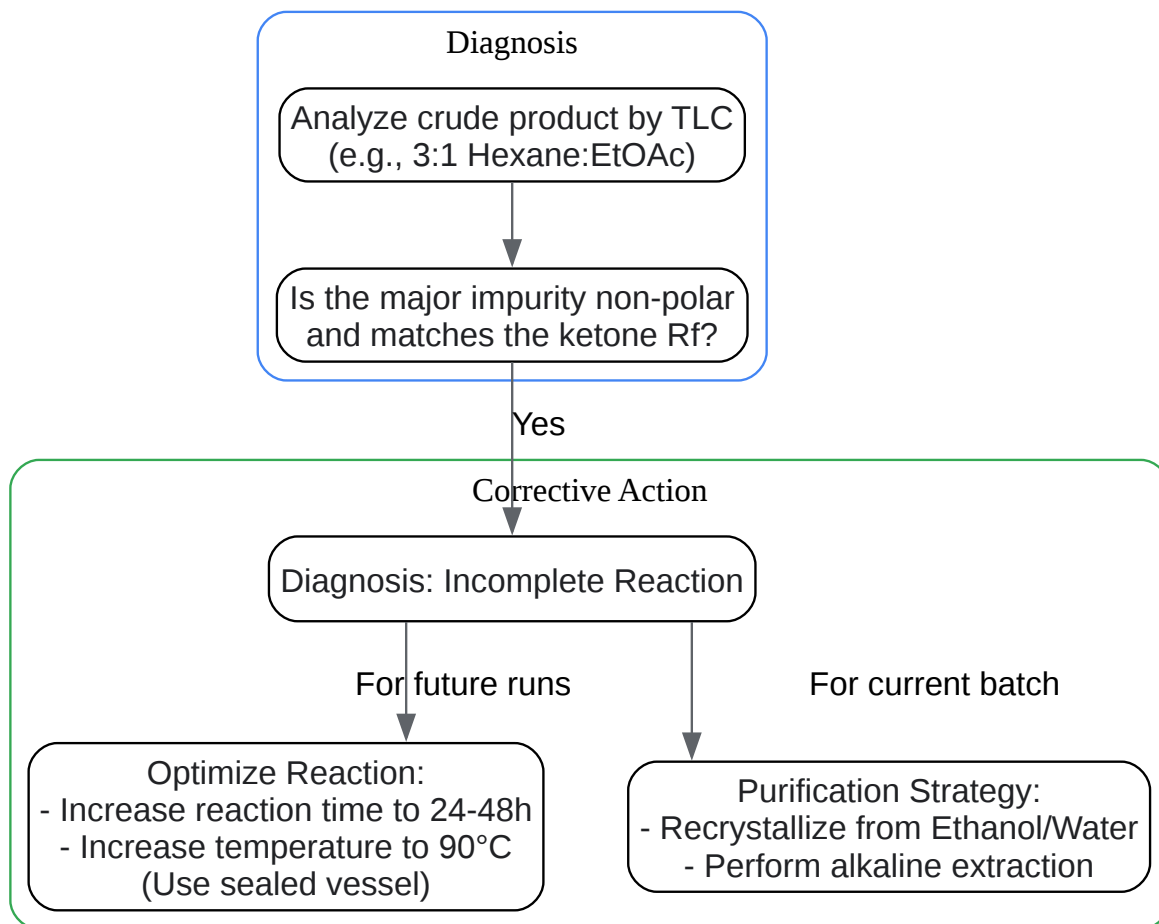 Diagnosis
Analyze crude product by TLC
(e.g., 3:1 Hexane:EtOAc)
Is the major impurity non-polar
and matches the ketone Rf?
Yes
Corrective Action
Diagnosis: Incomplete Reaction
For future runs
For current batch
Optimize Reaction:
- Increase reaction time to 24-48h
- Increase temperature to 90°C
(Use sealed vessel)
Purification Strategy:
- Recrystallize from Ethanol/Water
- Perform alkaline extraction